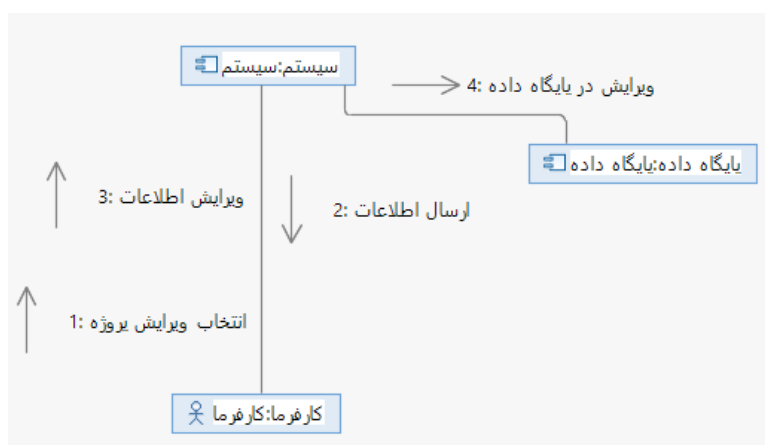 سیستم:سیستم
4: ویرایش در پایگاه داده
پایگاه داده:پایگاه داده
3: ویرایش اطلاعات
2: ارسال اطلاعات
1: انتخاب ویرایش پروژه
کارفرما:کارفرما